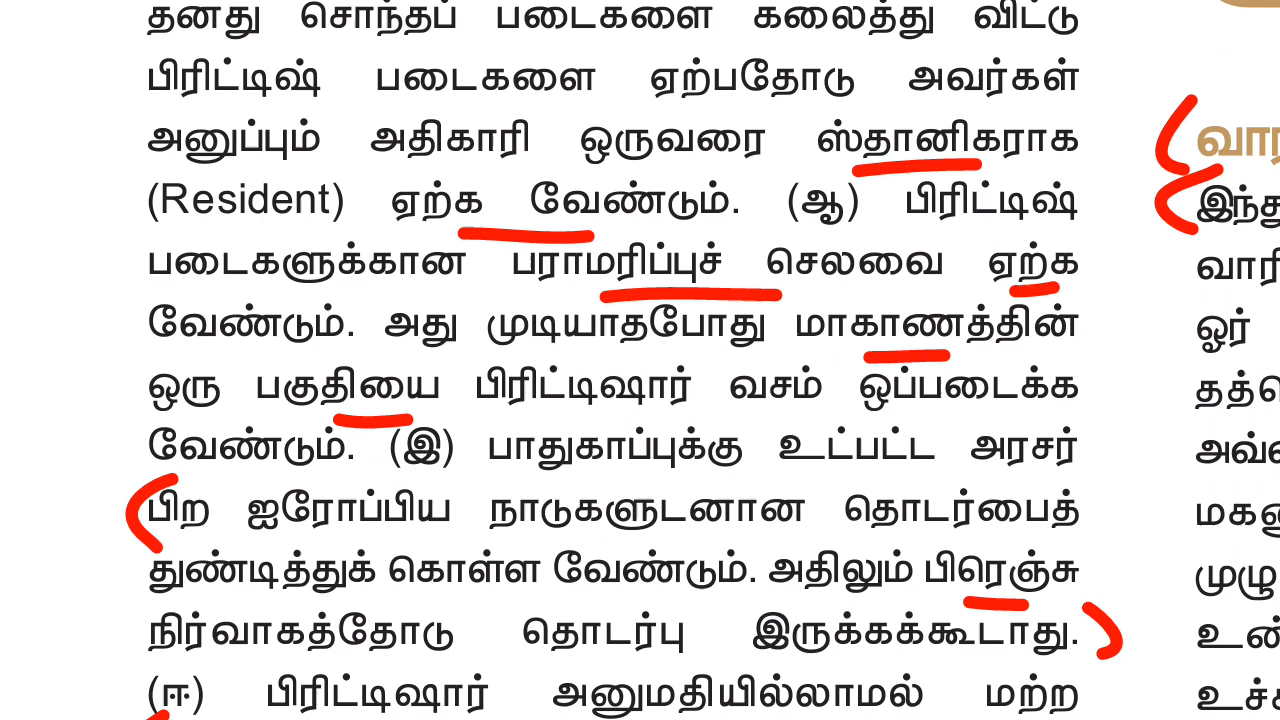 தனது சொந்தப் படைகளை கலைத்து விட்டு
பிரிட்டிஷ் படைகளை ஏற்பதோடு அவர்கள்
அனுப்பும் அதிகாரி ஒருவரை ஸ்தானிகராக
(Resident) ஏற்க வேண்டும். (ஆ) பிரிட்டிஷ்
படைகளுக்கான பராமரிப்புச் செலவை ஏற்க
வேண்டும். அது முடியாதபோது மாகாணத்தின்
ஒரு பகுதியை பிரிட்டிஷார் வசம் ஒப்படைக்க
வேண்டும். (இ) பாதுகாப்புக்கு உட்பட்ட அரசர்
பிற ஐரோப்பிய நாடுகளுடனான தொடர்பைத்
துண்டித்துக் கொள்ள வேண்டும். அதிலும் பிரெஞ்சு
நிர்வாகத்தோடு தொடர்பு இருக்கக்கூடாது.
(ஈ) பிரிட்டிஷார் அனுமதியில்லாமல் மற்ற
ஓர்